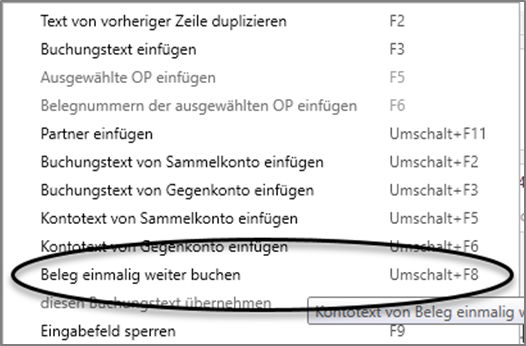 Text von vorheriger Zeile duplizieren F2
Buchungstext einfügen F3
Ausgewählte OP einfügen F5
Belegnummern der ausgewählten OP einfügen F6
Partner einfügen Umschalt+F11
Buchungstext von Sammelkonto einfügen Umschalt+F2
Buchungstext von Gegenkonto einfügen Umschalt+F3
Kontotext von Sammelkonto einfügen Umschalt+F5
Kontotext von Gegenkonto einfügen Umschalt+F6
Beleg einmalig weiter buchen Umschalt+F8
diesen Buchungstext übernehmen
Kontotext von Beleg einmalig
Eingabefeld sperren F9